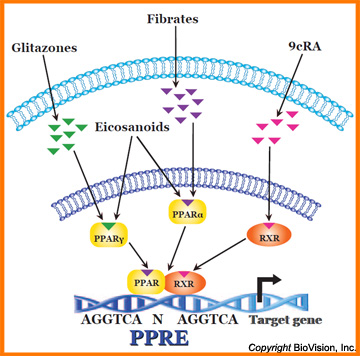 Fibrates
Glitazones
9cRA
Eicosanoids
PPARα
PPARγ
RXR
PPAR
RXR
AGGTCA N AGGTCA Target gene
PPRE
Copyright BioVision, Inc.